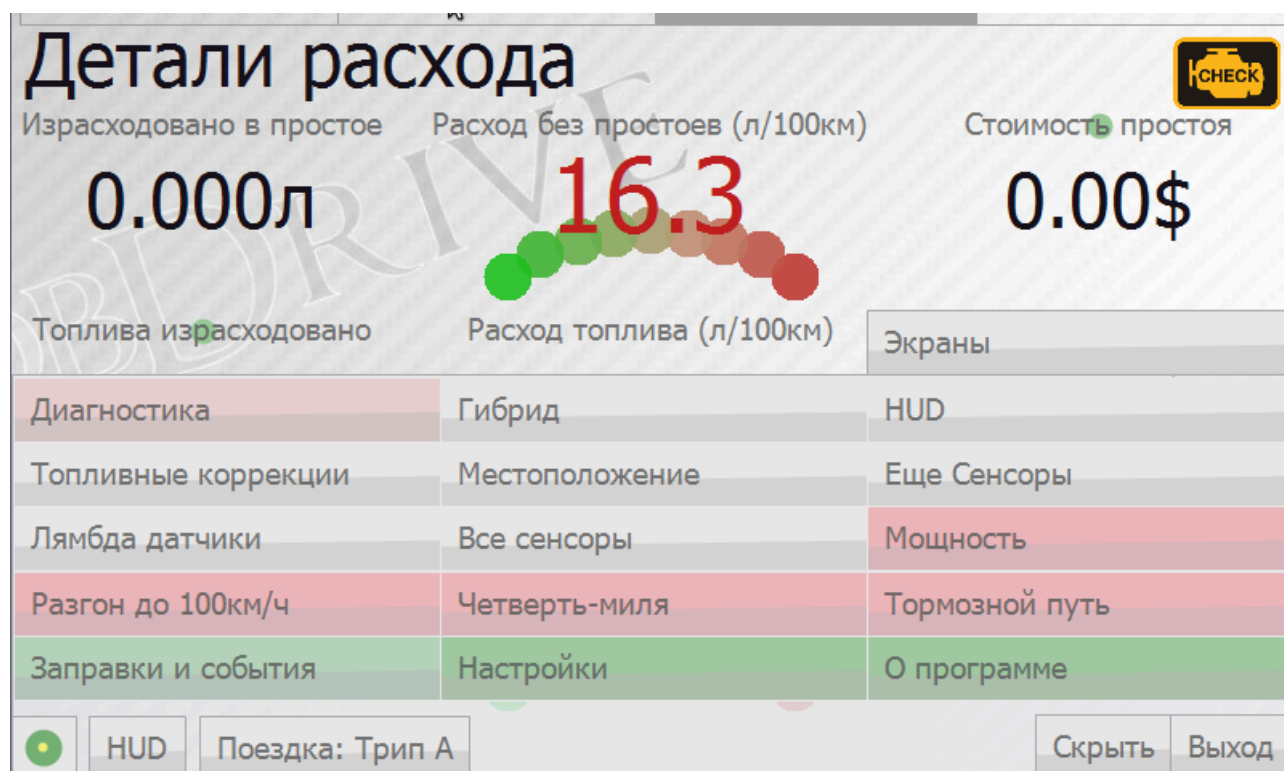 Детали расхода
CHECK
Израсходовано в простое Расход без простоев (л/100км) Стоимость простоя
0.000л 16.3 0.00$
OBDRIVE
Топлива израсходовано Расход топлива (л/100км) Экраны
Диагностика Гибрид HUD
Топливные коррекции Местоположение Еще Сенсоры
Лямбда датчики Все сенсоры Мощность
Разгон до 100км/ч Четверть-миля Тормозной путь
Заправки и события Настройки О программе
HUD Поездка: Трип А Скрыть Выход